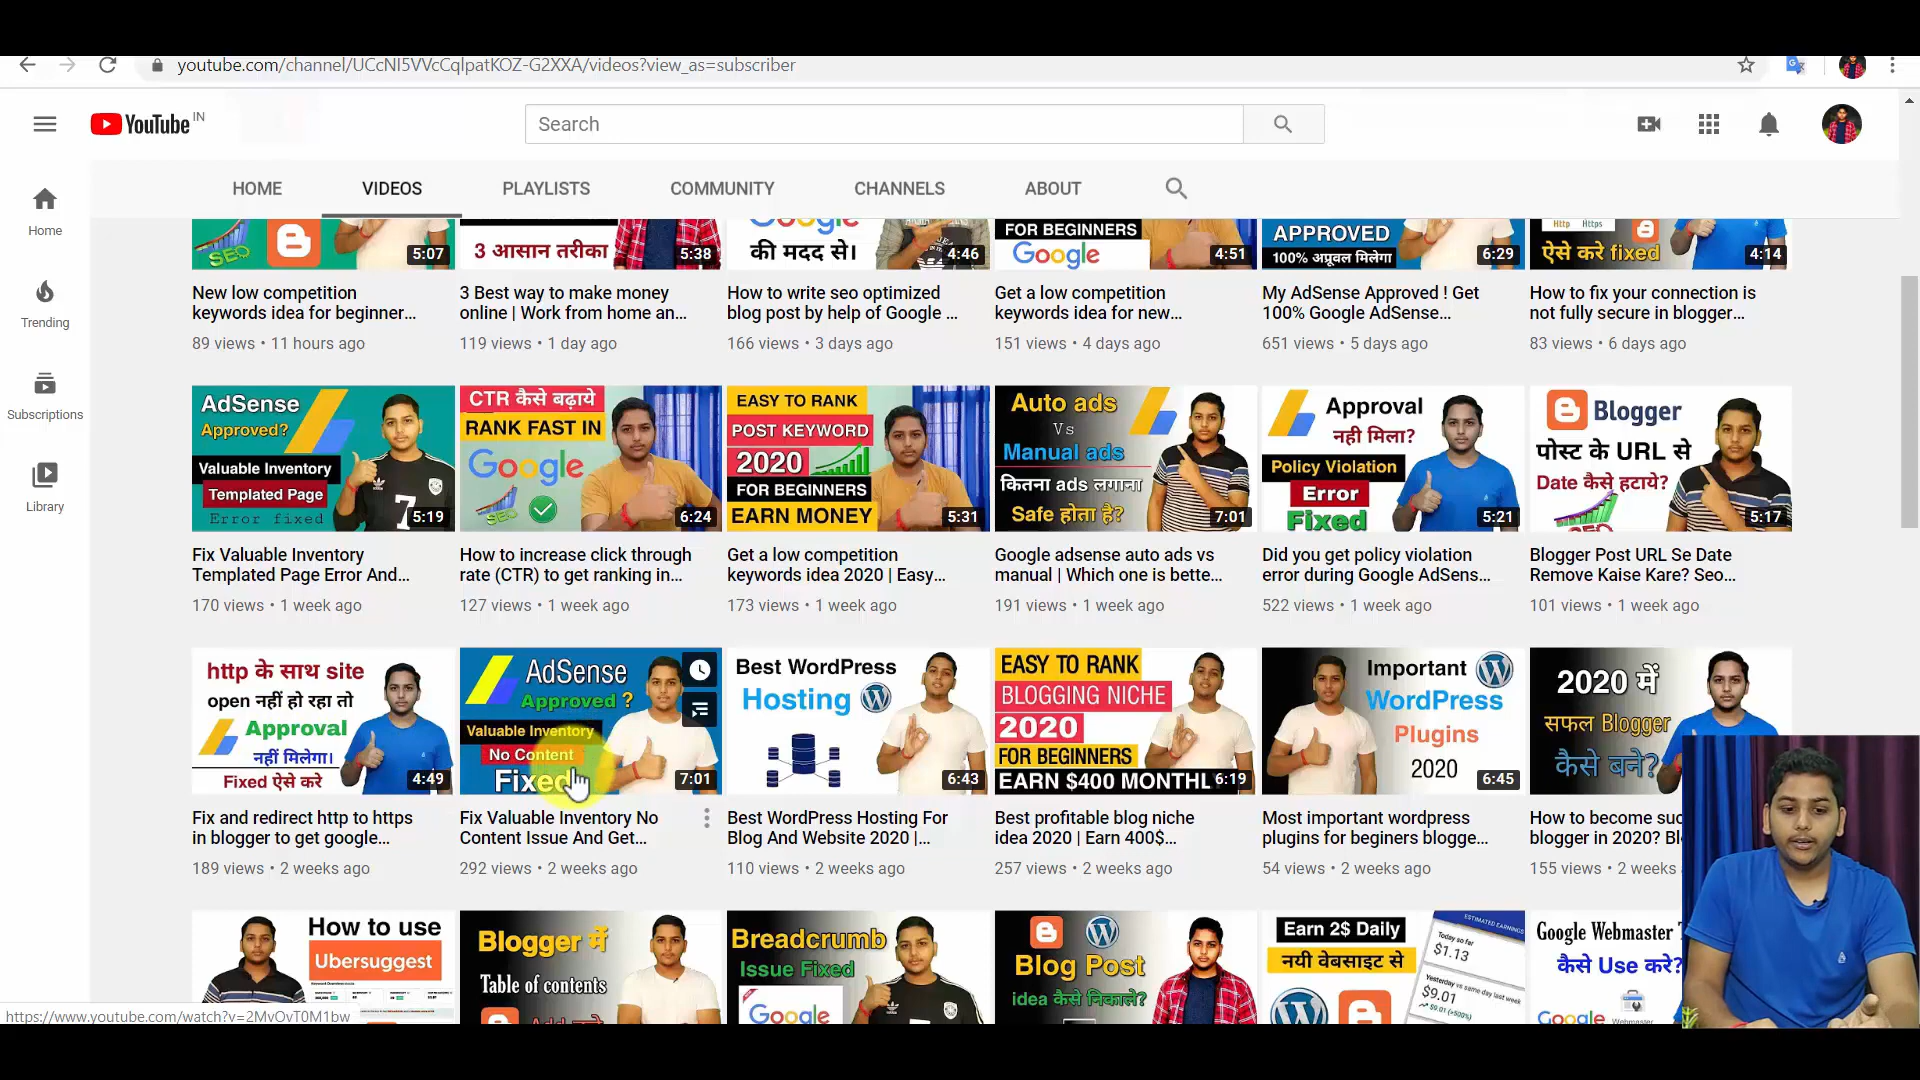 youtube.com/channel/UCcNI5VVcCqlpatKOZ-G2XXA/videos?view_as=subscriber
YouTube IN
Search
HOME
VIDEOS
PLAYLISTS
COMMUNITY
CHANNELS
ABOUT
Home
Trending
Subscriptions
Library
SEO
5:07
3 आसान तरीका
5:38
Google
की मदद से।
4:46
FOR BEGINNERS
Google
4:51
APPROVED
100% अप्रूवल मिलेगा
6:29
Http Https
ऐसे करे fixed
4:14
New low competition
keywords idea for beginner...
89 views • 11 hours ago
3 Best way to make money
online | Work from home an...
119 views • 1 day ago
How to write seo optimized
blog post by help of Google ...
166 views • 3 days ago
Get a low competition
keywords idea for new...
151 views • 4 days ago
My AdSense Approved ! Get
100% Google AdSense...
651 views • 5 days ago
How to fix your connection is
not fully secure in blogger...
83 views • 6 days ago
AdSense
Approved?
Valuable Inventory
Templated Page
Error fixed
7
5:19
CTR कैसे बढ़ाये
RANK FAST IN
Google
SEO
6:24
EASY TO RANK
POST KEYWORD
2020
FOR BEGINNERS
EARN MONEY
5:31
Auto ads
Vs
Manual ads
कितना ads लगाना
Safe होता है?
7:01
Approval
नही मिला?
Policy Violation
Error
Fixed
5:21
Blogger
पोस्ट के URL से
Date कैसे हटाये?
SEO
5:17
Fix Valuable Inventory
Templated Page Error And...
170 views • 1 week ago
How to increase click through
rate (CTR) to get ranking in...
127 views • 1 week ago
Get a low competition
keywords idea 2020 | Easy...
173 views • 1 week ago
Google adsense auto ads vs
manual | Which one is bette...
191 views • 1 week ago
Did you get policy violation
error during Google AdSens...
522 views • 1 week ago
Blogger Post URL Se Date
Remove Kaise Kare? Seo...
101 views • 1 week ago
http के साथ site
open नहीं हो रहा तो
Approval
नहीं मिलेगा।
Fixed ऐसे करे
4:49
AdSense
Approved ?
Valuable Inventory
No Content
Fixed
7:01
Best WordPress
Hosting
6:43
EASY TO RANK
BLOGGING NICHE
2020
FOR BEGINNERS
EARN $400 MONTHL
6:19
Important
WordPress
Plugins
2020
6:45
2020 में
सफल Blogger
कैसे बने?
Fix and redirect http to https
in blogger to get google...
189 views • 2 weeks ago
Fix Valuable Inventory No
Content Issue And Get...
292 views • 2 weeks ago
Best WordPress Hosting For
Blog And Website 2020 |...
110 views • 2 weeks ago
Best profitable blog niche
idea 2020 | Earn 400$...
257 views • 2 weeks ago
Most important wordpress
plugins for beginers blogge...
54 views • 2 weeks ago
How to become suc
blogger in 2020? Bl
155 views • 2 weeks
How to use
Ubersuggest
Blogger में
Table of contents
Breadcrumb
Issue Fixed
Google
Blog Post
idea कैसे निकाले?
Earn 2$ Daily
नयी वेबसाइट से
ESTIMATED EARNINGS
Today so far
$1.13
Yesterday vs same day last week
$9.01
Google Webmaster T
कैसे Use करे?
Google Webmaster
https://www.youtube.com/watch?v=2MvOvT0M1bw